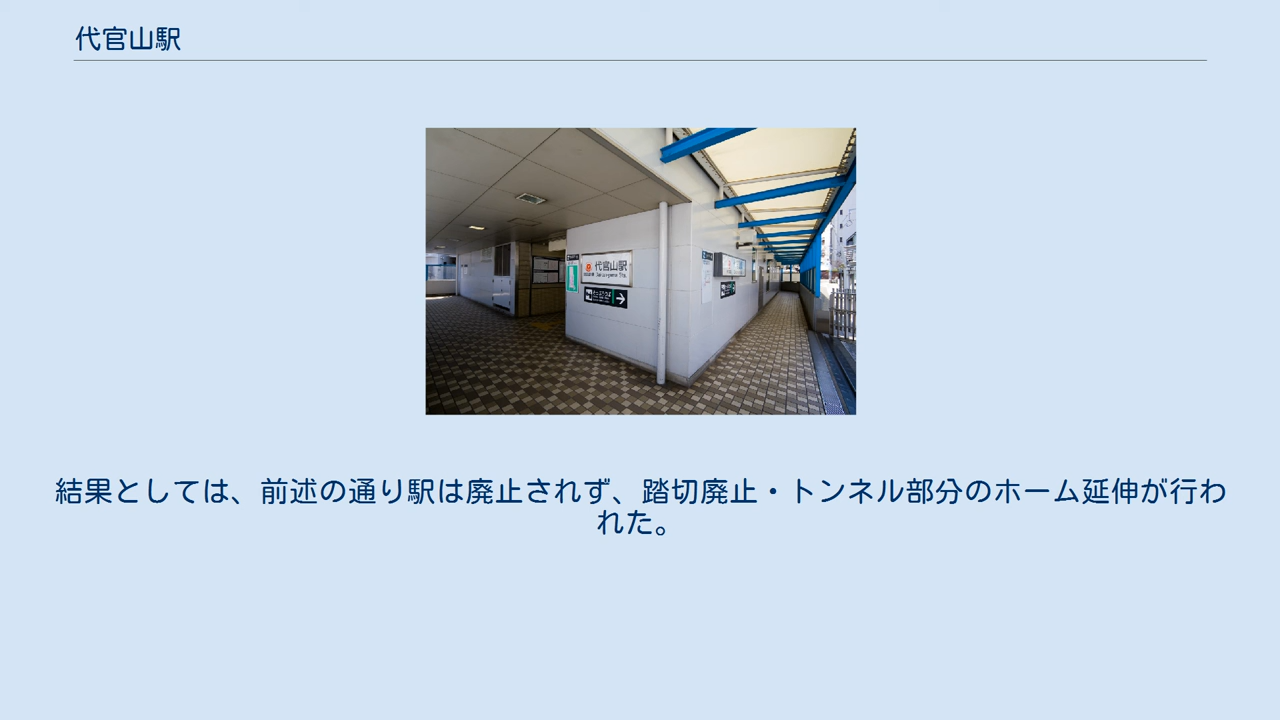 代官山駅
代官山駅
結果としては、前述の通り駅は廃止されず、踏切廃止・トンネル部分のホーム延伸が行わ
れた。